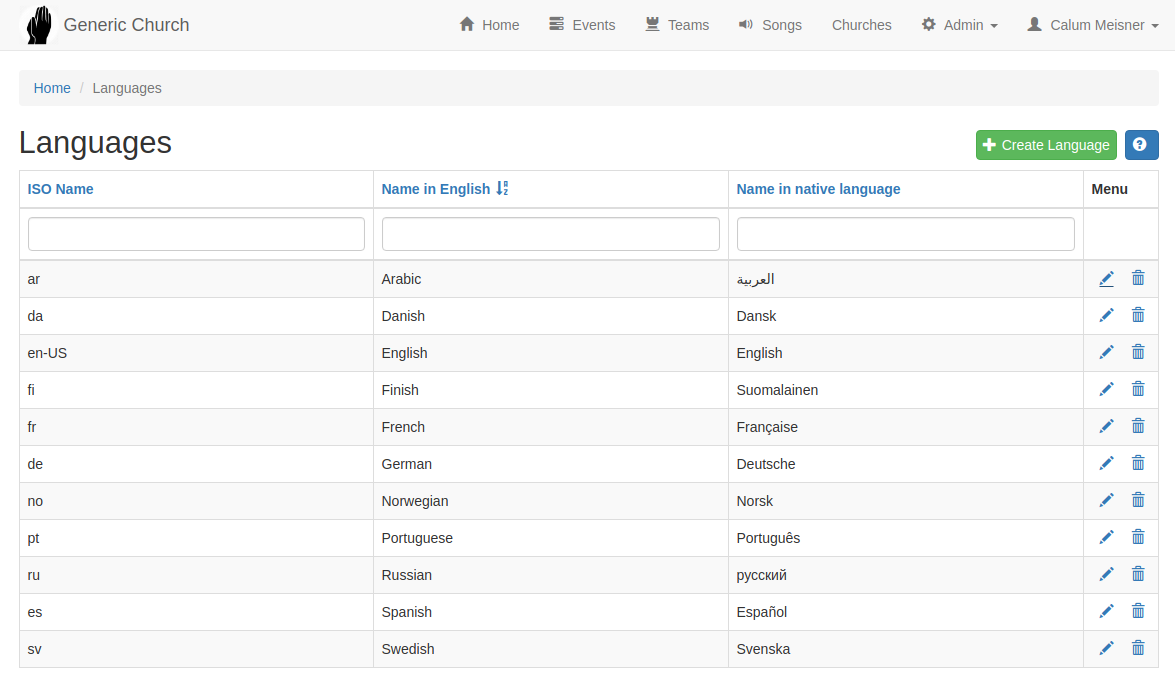 Generic Church Home Events Teams Songs Churches Admin Calum Meisner
Home / Languages
Languages Create Language
ISO Name Name in English Name in native language Menu
ar Arabic العربية
da Danish Dansk
en-US English English
fi Finish Suomalainen
fr French Française
de German Deutsche
no Norwegian Norsk
pt Portuguese Português
ru Russian русский
es Spanish Español
sv Swedish Svenska